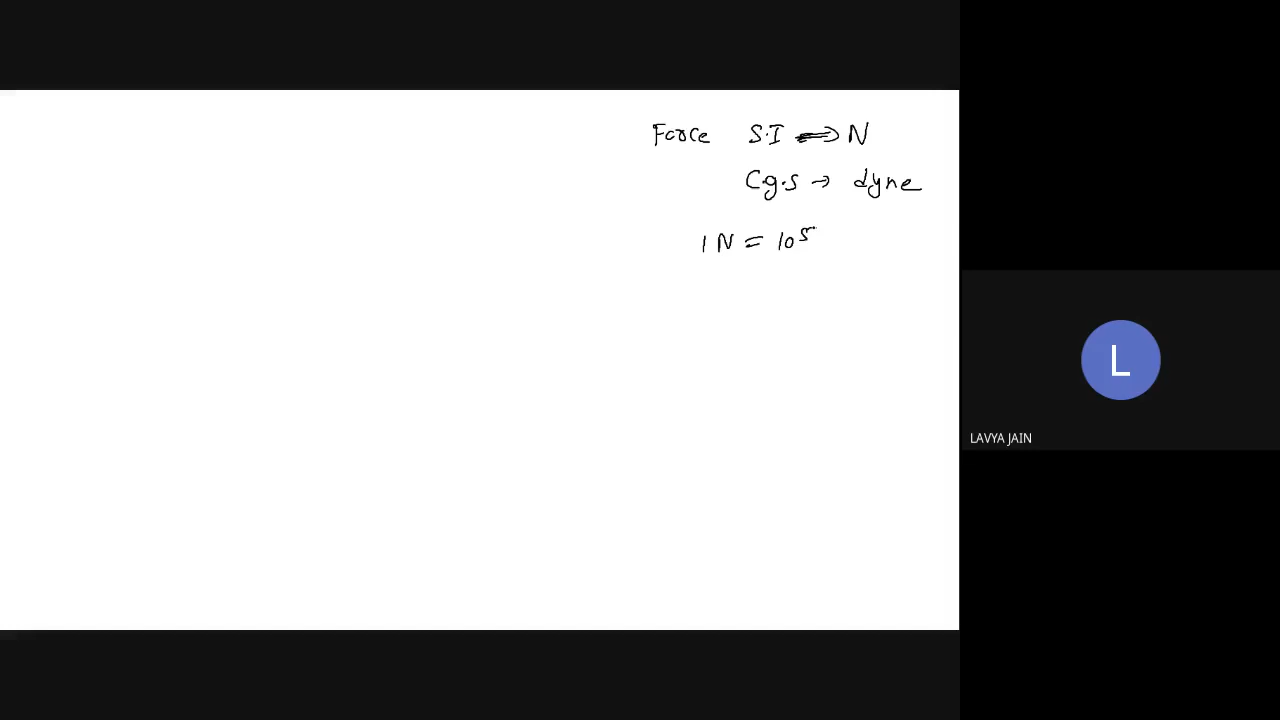 Force S.I ⟹ N
C.g.s → dyne
1 N = 10⁵
L
LAVYA JAIN